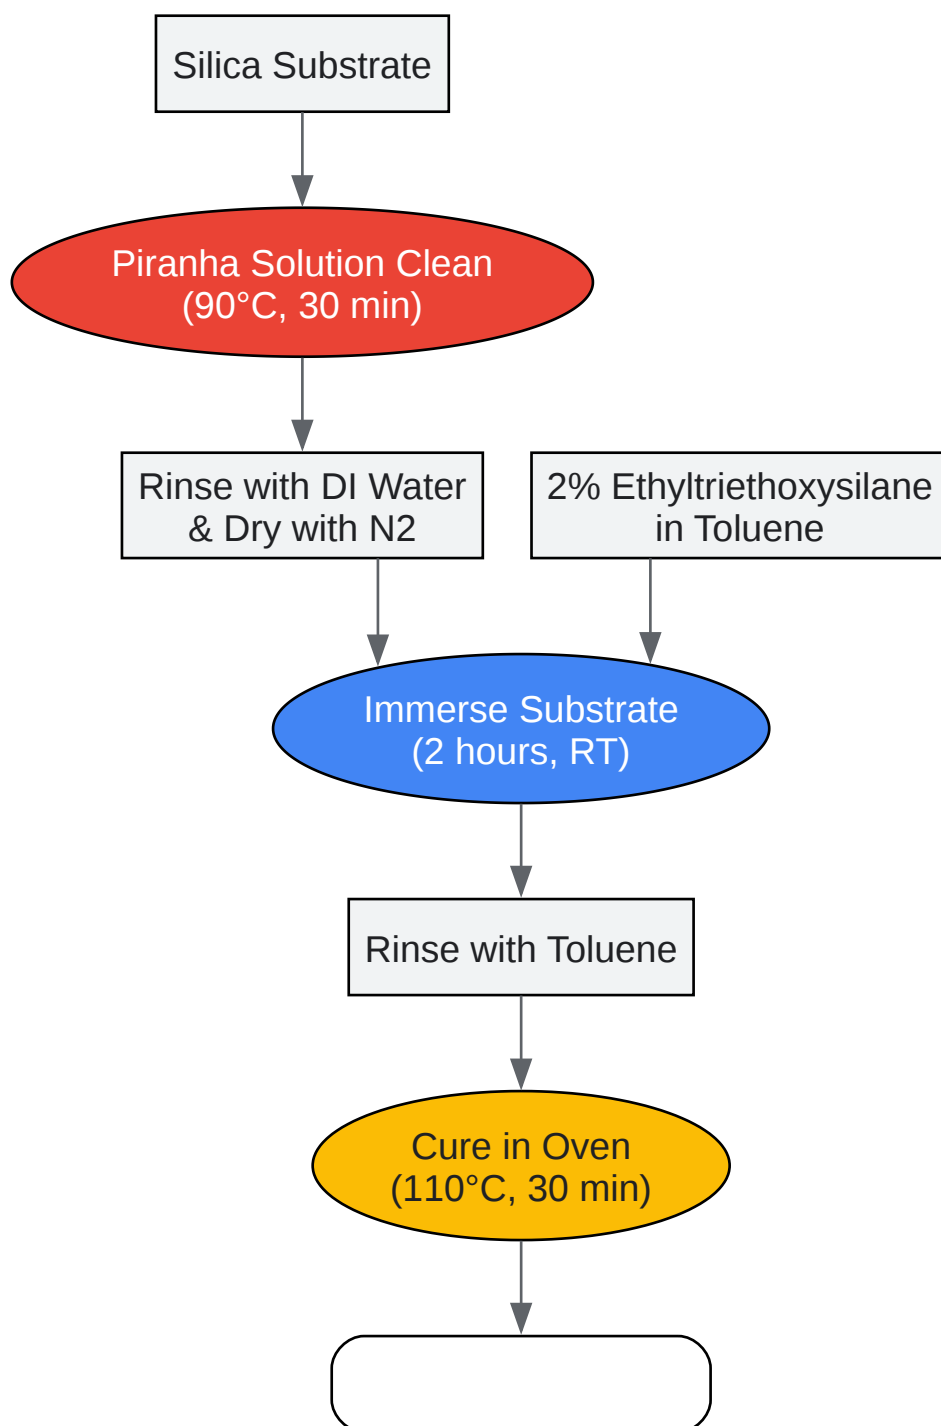 Silica Substrate
Piranha Solution Clean
(90°C, 30 min)
Rinse with DI Water
& Dry with N2
2% Ethyltriethoxysilane
in Toluene
Immerse Substrate
(2 hours, RT)
Rinse with Toluene
Cure in Oven
(110°C, 30 min)